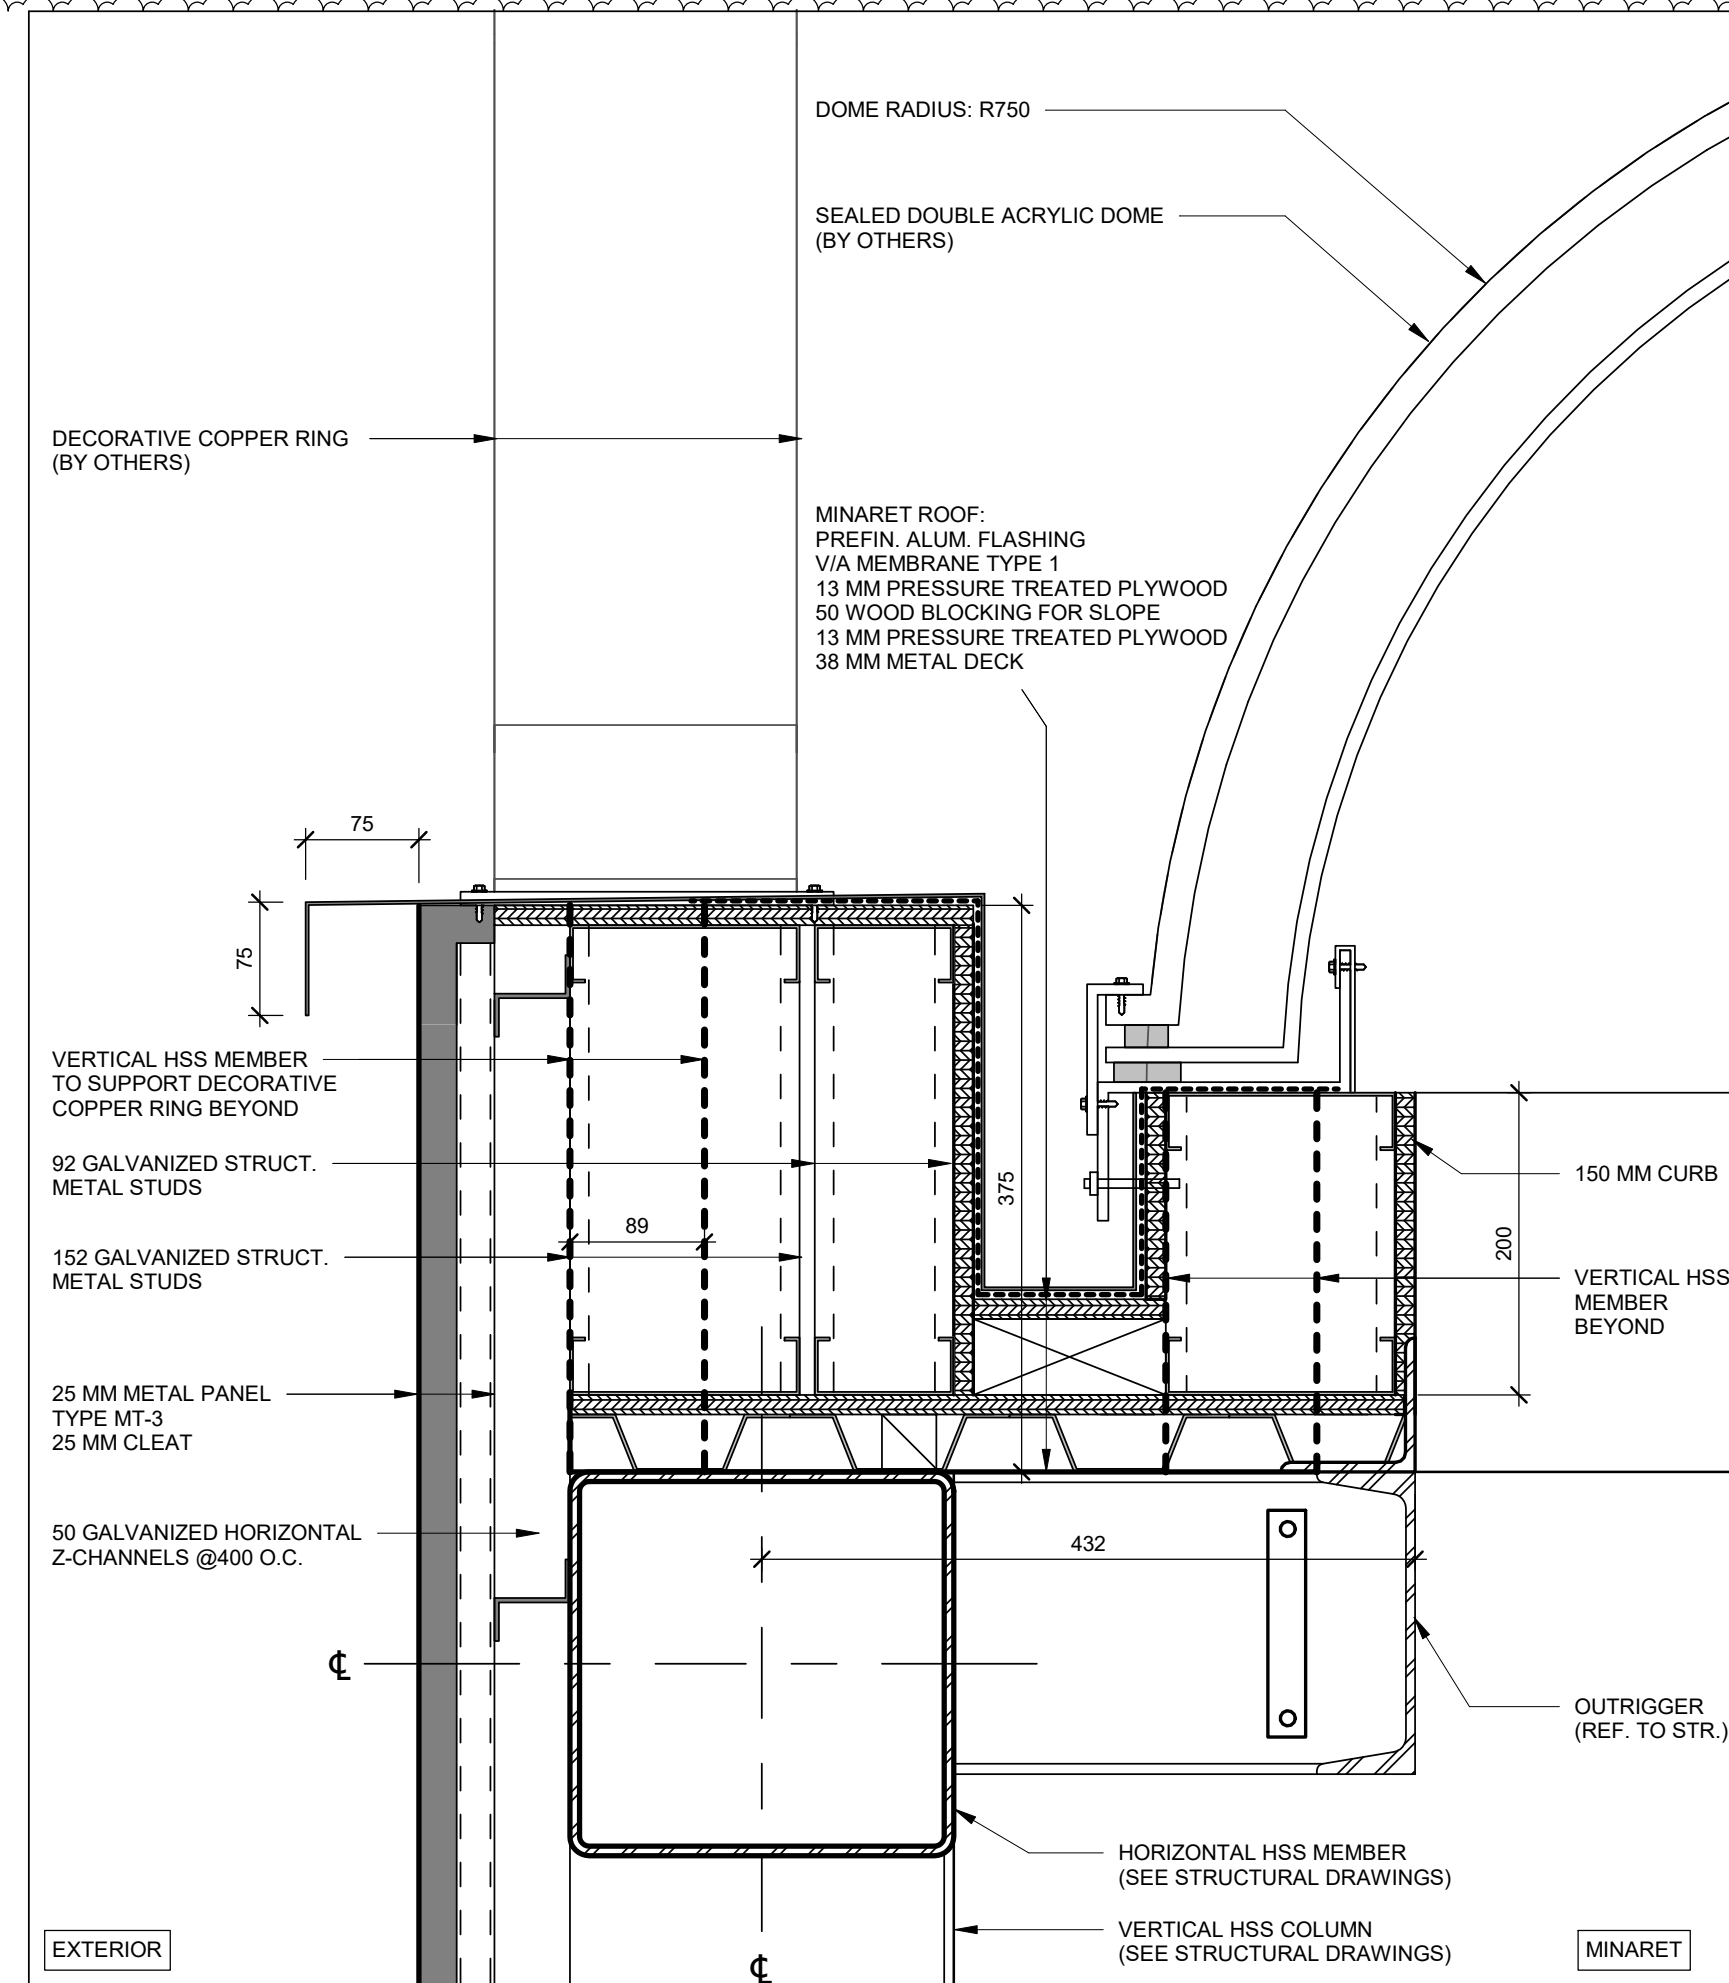 DOME RADIUS: R750
SEALED DOUBLE ACRYLIC DOME
(BY OTHERS)
DECORATIVE COPPER RING
(BY OTHERS)
MINARET ROOF:
PREFIN. ALUM. FLASHING
V/A MEMBRANE TYPE 1
13 MM PRESSURE TREATED PLYWOOD
50 WOOD BLOCKING FOR SLOPE
13 MM PRESSURE TREATED PLYWOOD
38 MM METAL DECK
75
75
VERTICAL HSS MEMBER
TO SUPPORT DECORATIVE
COPPER RING BEYOND
92 GALVANIZED STRUCT.
METAL STUDS
89
152 GALVANIZED STRUCT.
METAL STUDS
375
150 MM CURB
200
VERTICAL HSS
MEMBER
BEYOND
25 MM METAL PANEL
TYPE MT-3
25 MM CLEAT
50 GALVANIZED HORIZONTAL
Z-CHANNELS @400 O.C.
432
℄
OUTRIGGER
(REF. TO STR.)
HORIZONTAL HSS MEMBER
(SEE STRUCTURAL DRAWINGS)
VERTICAL HSS COLUMN
(SEE STRUCTURAL DRAWINGS)
EXTERIOR
℄
MINARET